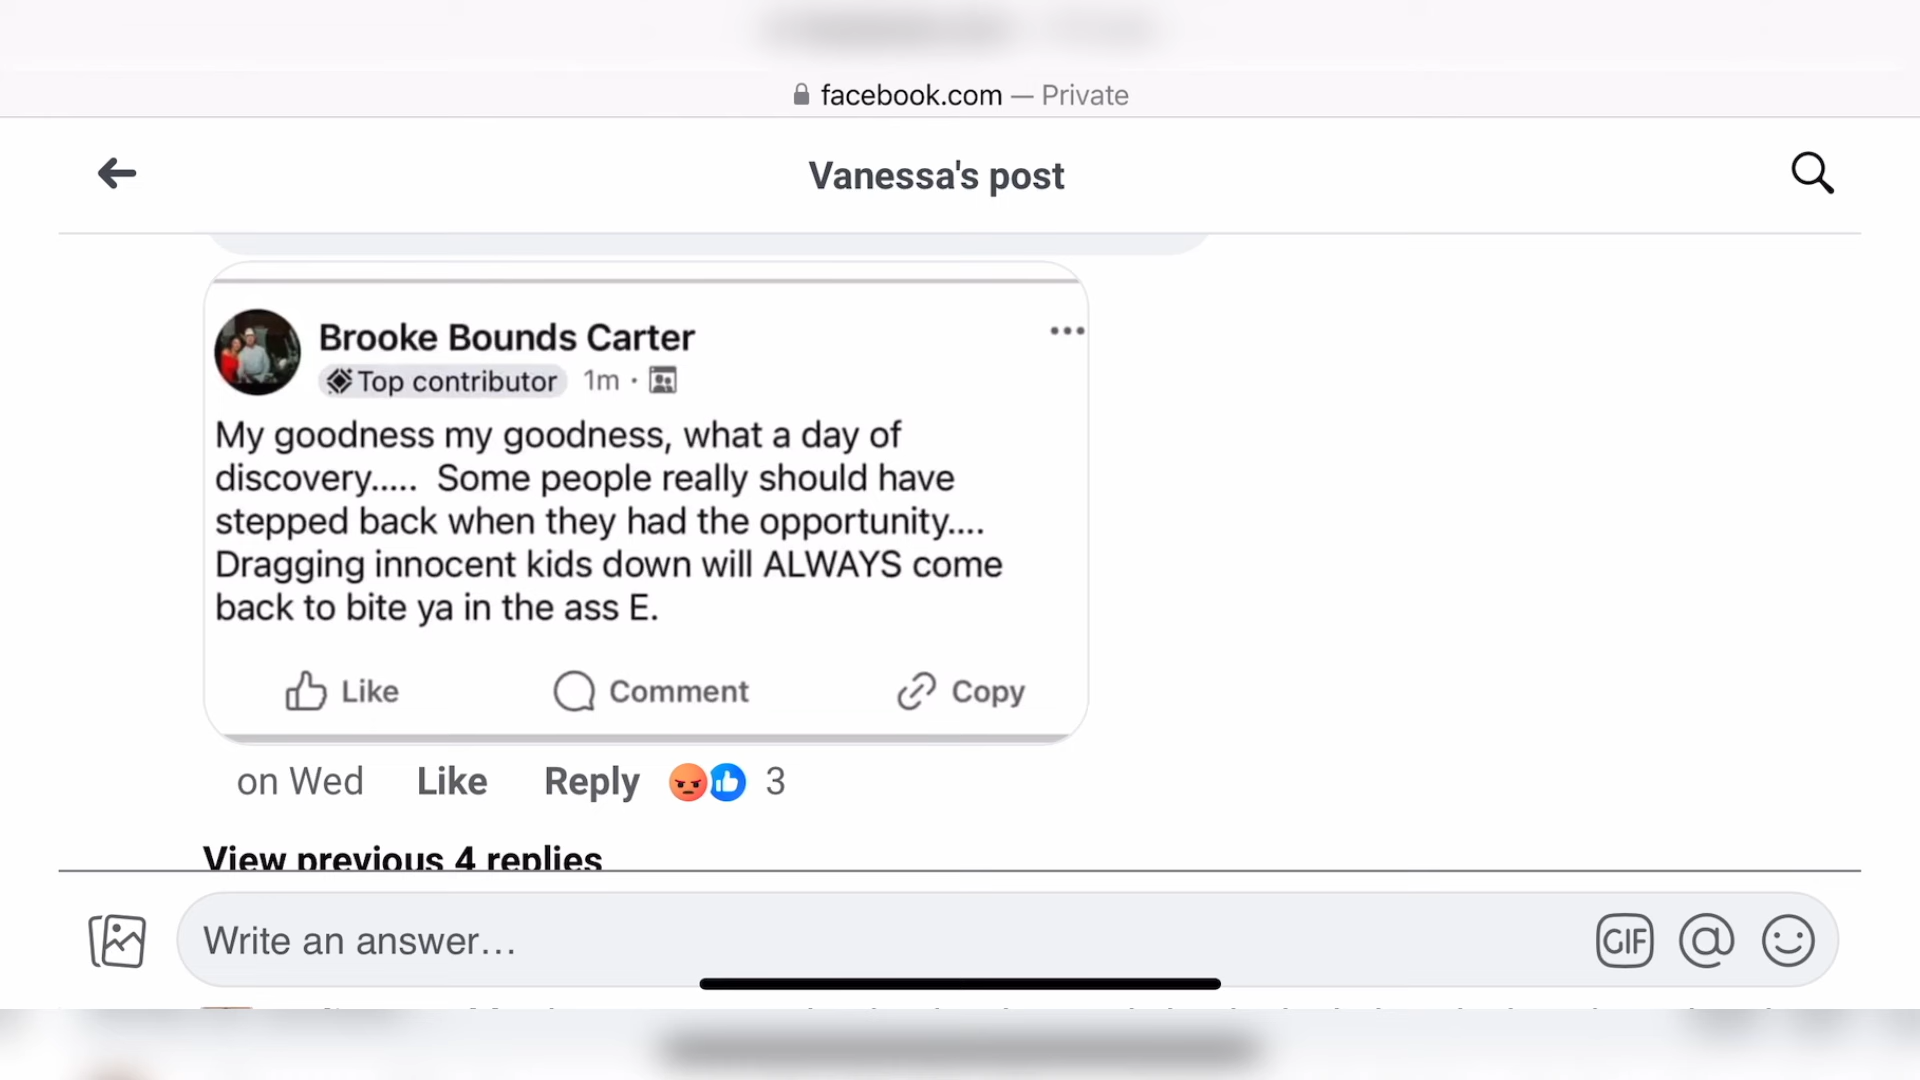 facebook.com — Private
Vanessa's post
Brooke Bounds Carter
Top contributor 1m ·
My goodness my goodness, what a day of
discovery..... Some people really should have
stepped back when they had the opportunity....
Dragging innocent kids down will ALWAYS come
back to bite ya in the ass E.
Like Comment Copy
on Wed Like Reply 3
View previous 4 replies
Write an answer... GIF @